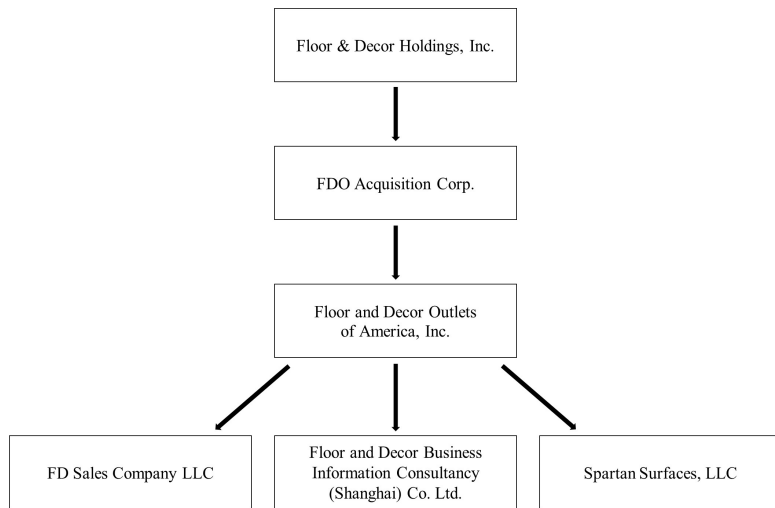 Floor & Decor Holdings, Inc.
FDO Acquisition Corp.
Floor and Decor Outlets
of America, Inc.
FD Sales Company LLC
Floor and Decor Business
Information Consultancy
(Shanghai) Co. Ltd.
Spartan Surfaces, LLC